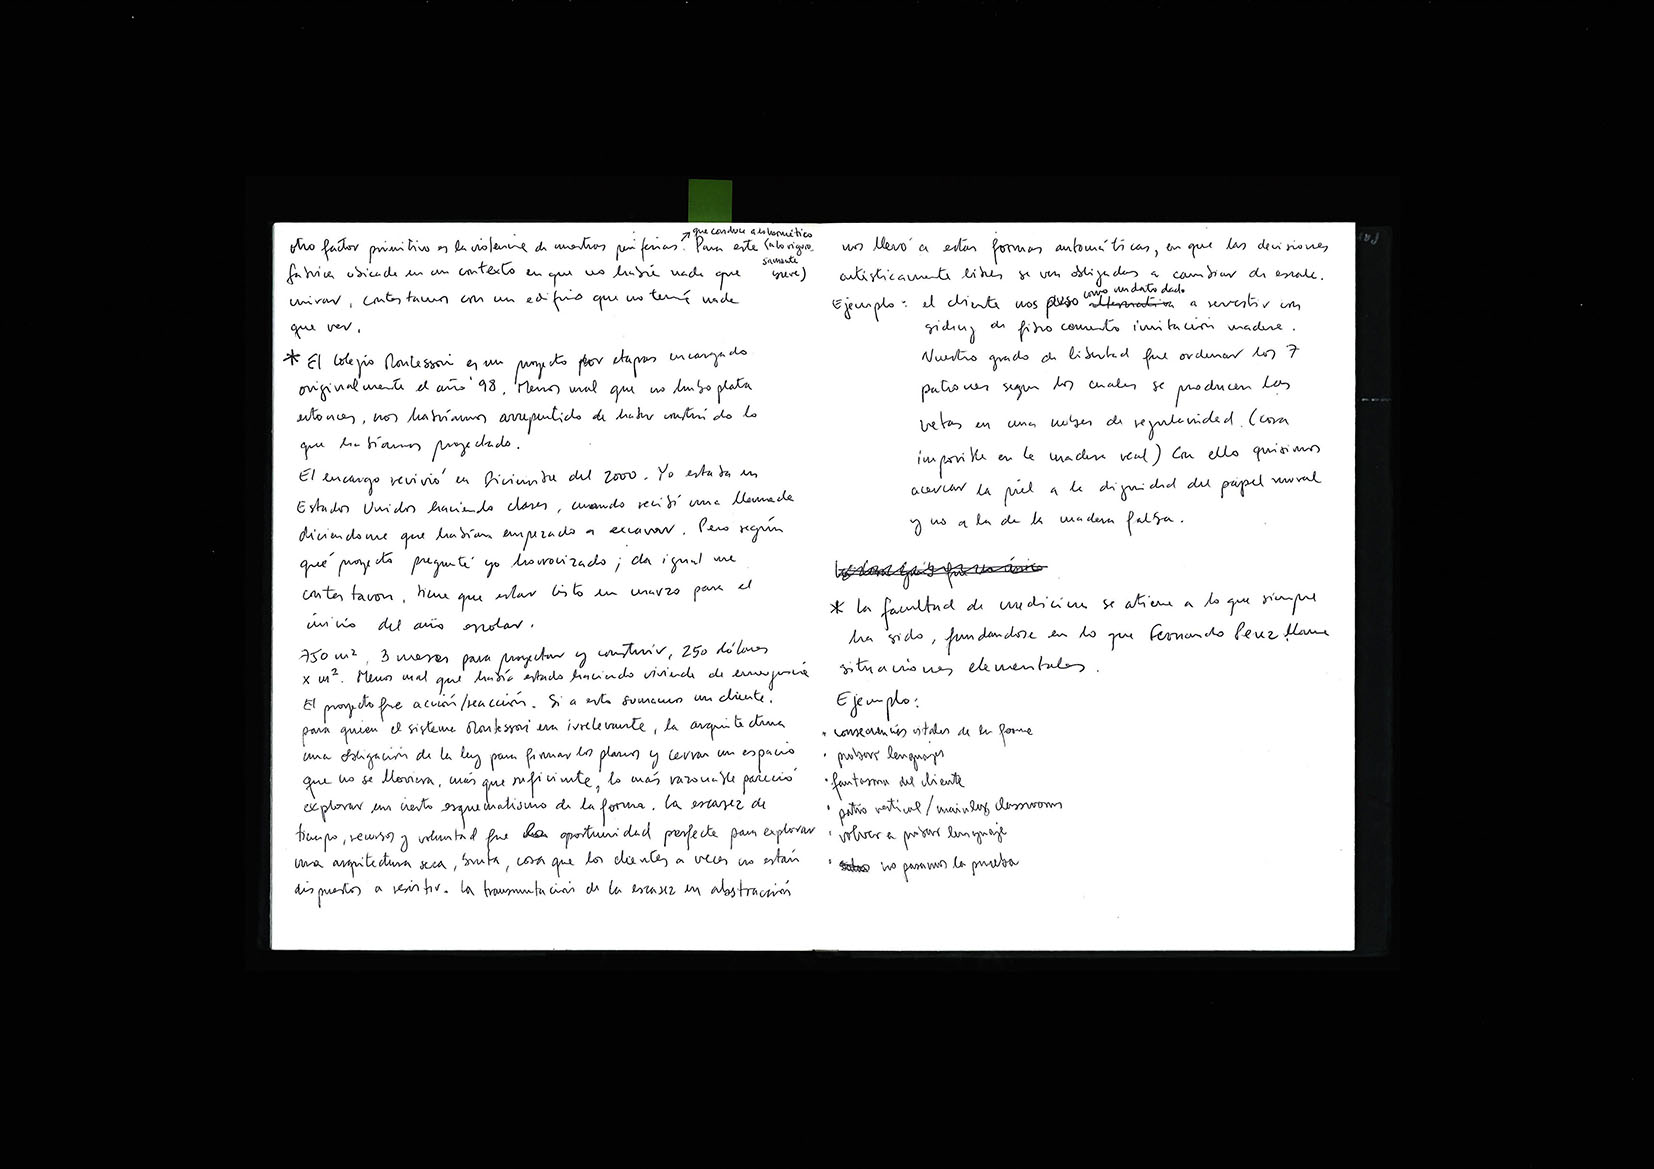 que conduce a lo hermético
otro factor primitivo es la violencia de nuestras periferias. Para este (a lo rigurosamente
fábrica ubicada en un contexto en que no había nada que breve)
mirar, contestamos con un edificio que no tenía nada
que ver.
* El Colegio Montessori es un proyecto por etapas encargado
originalmente el año '98. Menos mal que no hubo plata
entonces, nos habríamos arrepentido de haber construido lo
que habíamos proyectado.
El encargo revivió en Diciembre del 2000. Yo estaba en
Estados Unidos haciendo clases, cuando recibí una llamada
diciéndome que habían empezado a excavar. Pero según
qué proyecto pregunté yo horrorizado; da igual me
contestaron, tiene que estar listo en marzo para el
inicio del año escolar.
750 m², 3 meses para proyectar y construir, 250 dólares
x m². Menos mal que había estado haciendo vivienda de emergencia
El proyecto fue acción/reacción. Si a esto sumamos un cliente,
para quien el sistema Montessori era irrelevante, la arquitectura
una obligación de la ley para firmar los planos y cerrar un espacio
que no se lloviera, más que suficiente, lo más razonable pareció
explorar un cierto esquematismo de la forma. La escasez de
tiempo, recursos y voluntad fue oportunidad perfecta para explorar
una arquitectura seca, bruta, cosa que los clientes a veces no están
dispuestos a resistir. La transmutación de la escasez en abstracción
nos llevó a estas formas automáticas, en que las decisiones
artísticamente libres se ven obligadas a cambiar de escala.
como un dato dado
Ejemplo: el cliente nos puso alternativa a revestir con
siding de fibro cemento imitación madera.
Nuestro grado de libertad fue ordenar los 7
patrones según los cuales se producen las
vetas en una nubes de regularidad. (cosa
imposible en la madera real) Con ello quisimos
acercar la piel a la dignidad del papel mural
y no a la de la madera falsa.
* La facultad de medicina se atiene a lo que siempre
ha sido, fundandose en lo que Fernando Perez llama
situaciones elementales.
Ejemplo:
· consecuencias vitales de la forma
· probar lenguajes
· fantasma del cliente
· patio vertical / mainleg classrooms
· volver a probar lenguaje
· no pasamos la prueba